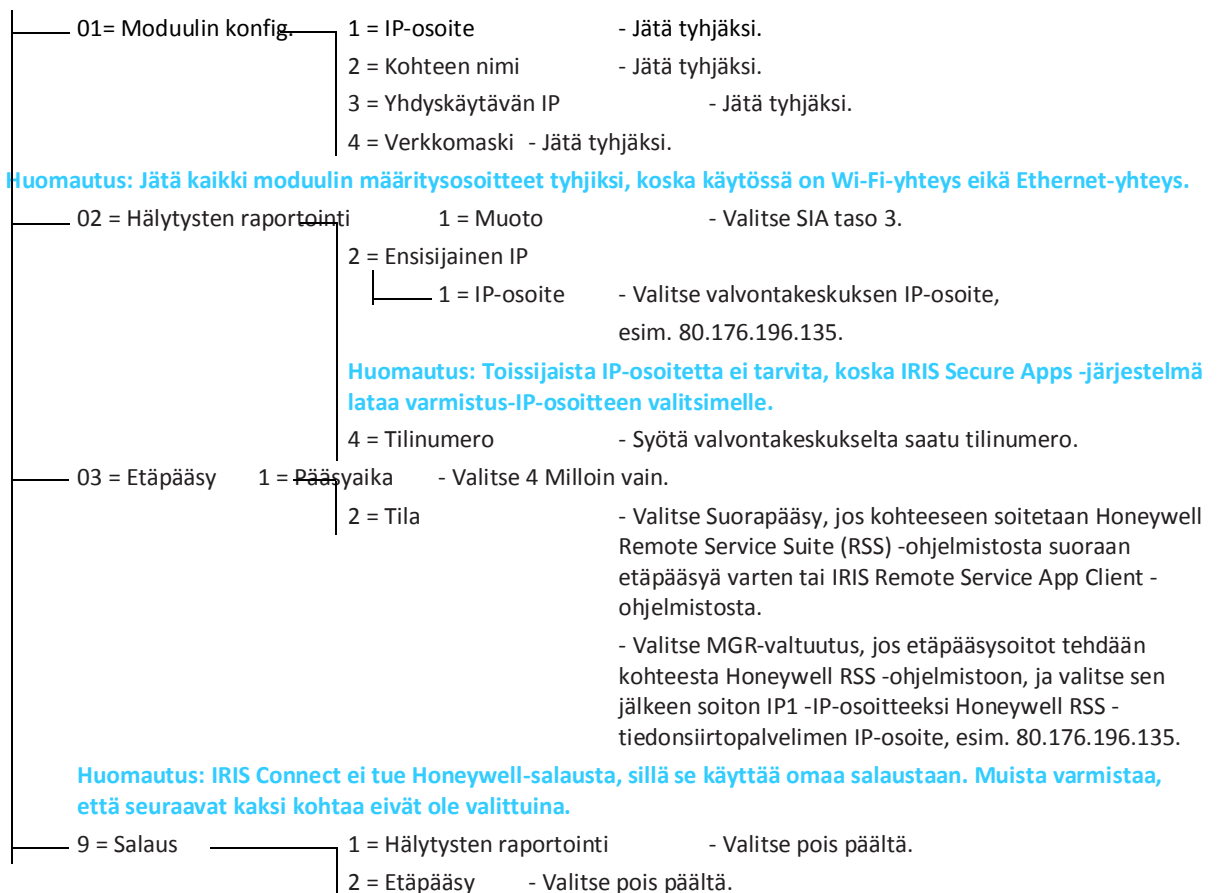 01= Moduulin konfig. 1 = IP-osoite - Jätä tyhjäksi.
2 = Kohteen nimi - Jätä tyhjäksi.
3 = Yhdyskäytävän IP - Jätä tyhjäksi.
4 = Verkkomaski - Jätä tyhjäksi.
Huomautus: Jätä kaikki moduulin määritysosoitteet tyhjiksi, koska käytössä on Wi-Fi-yhteys eikä Ethernet-yhteys.
02 = Hälytysten raportointi 1 = Muoto - Valitse SIA taso 3.
2 = Ensisijainen IP
1 = IP-osoite - Valitse valvontakeskuksen IP-osoite,
esim. 80.176.196.135.
Huomautus: Toissijaista IP-osoitetta ei tarvita, koska IRIS Secure Apps -järjestelmä
lataa varmistus-IP-osoitteen valitsimelle.
4 = Tilinumero - Syötä valvontakeskukselta saatu tilinumero.
03 = Etäpääsy 1 = Pääsyaika - Valitse 4 Milloin vain.
2 = Tila - Valitse Suorapääsy, jos kohteeseen soitetaan Honeywell
Remote Service Suite (RSS) -ohjelmistosta suoraan
etäpääsyä varten tai IRIS Remote Service App Client -
ohjelmistosta.
- Valitse MGR-valtuutus, jos etäpääsysoitot tehdään
kohteesta Honeywell RSS -ohjelmistoon, ja valitse sen
jälkeen soiton IP1 -IP-osoitteeksi Honeywell RSS -
tiedonsiirtopalvelimen IP-osoite, esim. 80.176.196.135.
Huomautus: IRIS Connect ei tue Honeywell-salausta, sillä se käyttää omaa salaustaan. Muista varmistaa,
että seuraavat kaksi kohtaa eivät ole valittuina.
9 = Salaus 1 = Hälytysten raportointi - Valitse pois päältä.
2 = Etäpääsy - Valitse pois päältä.